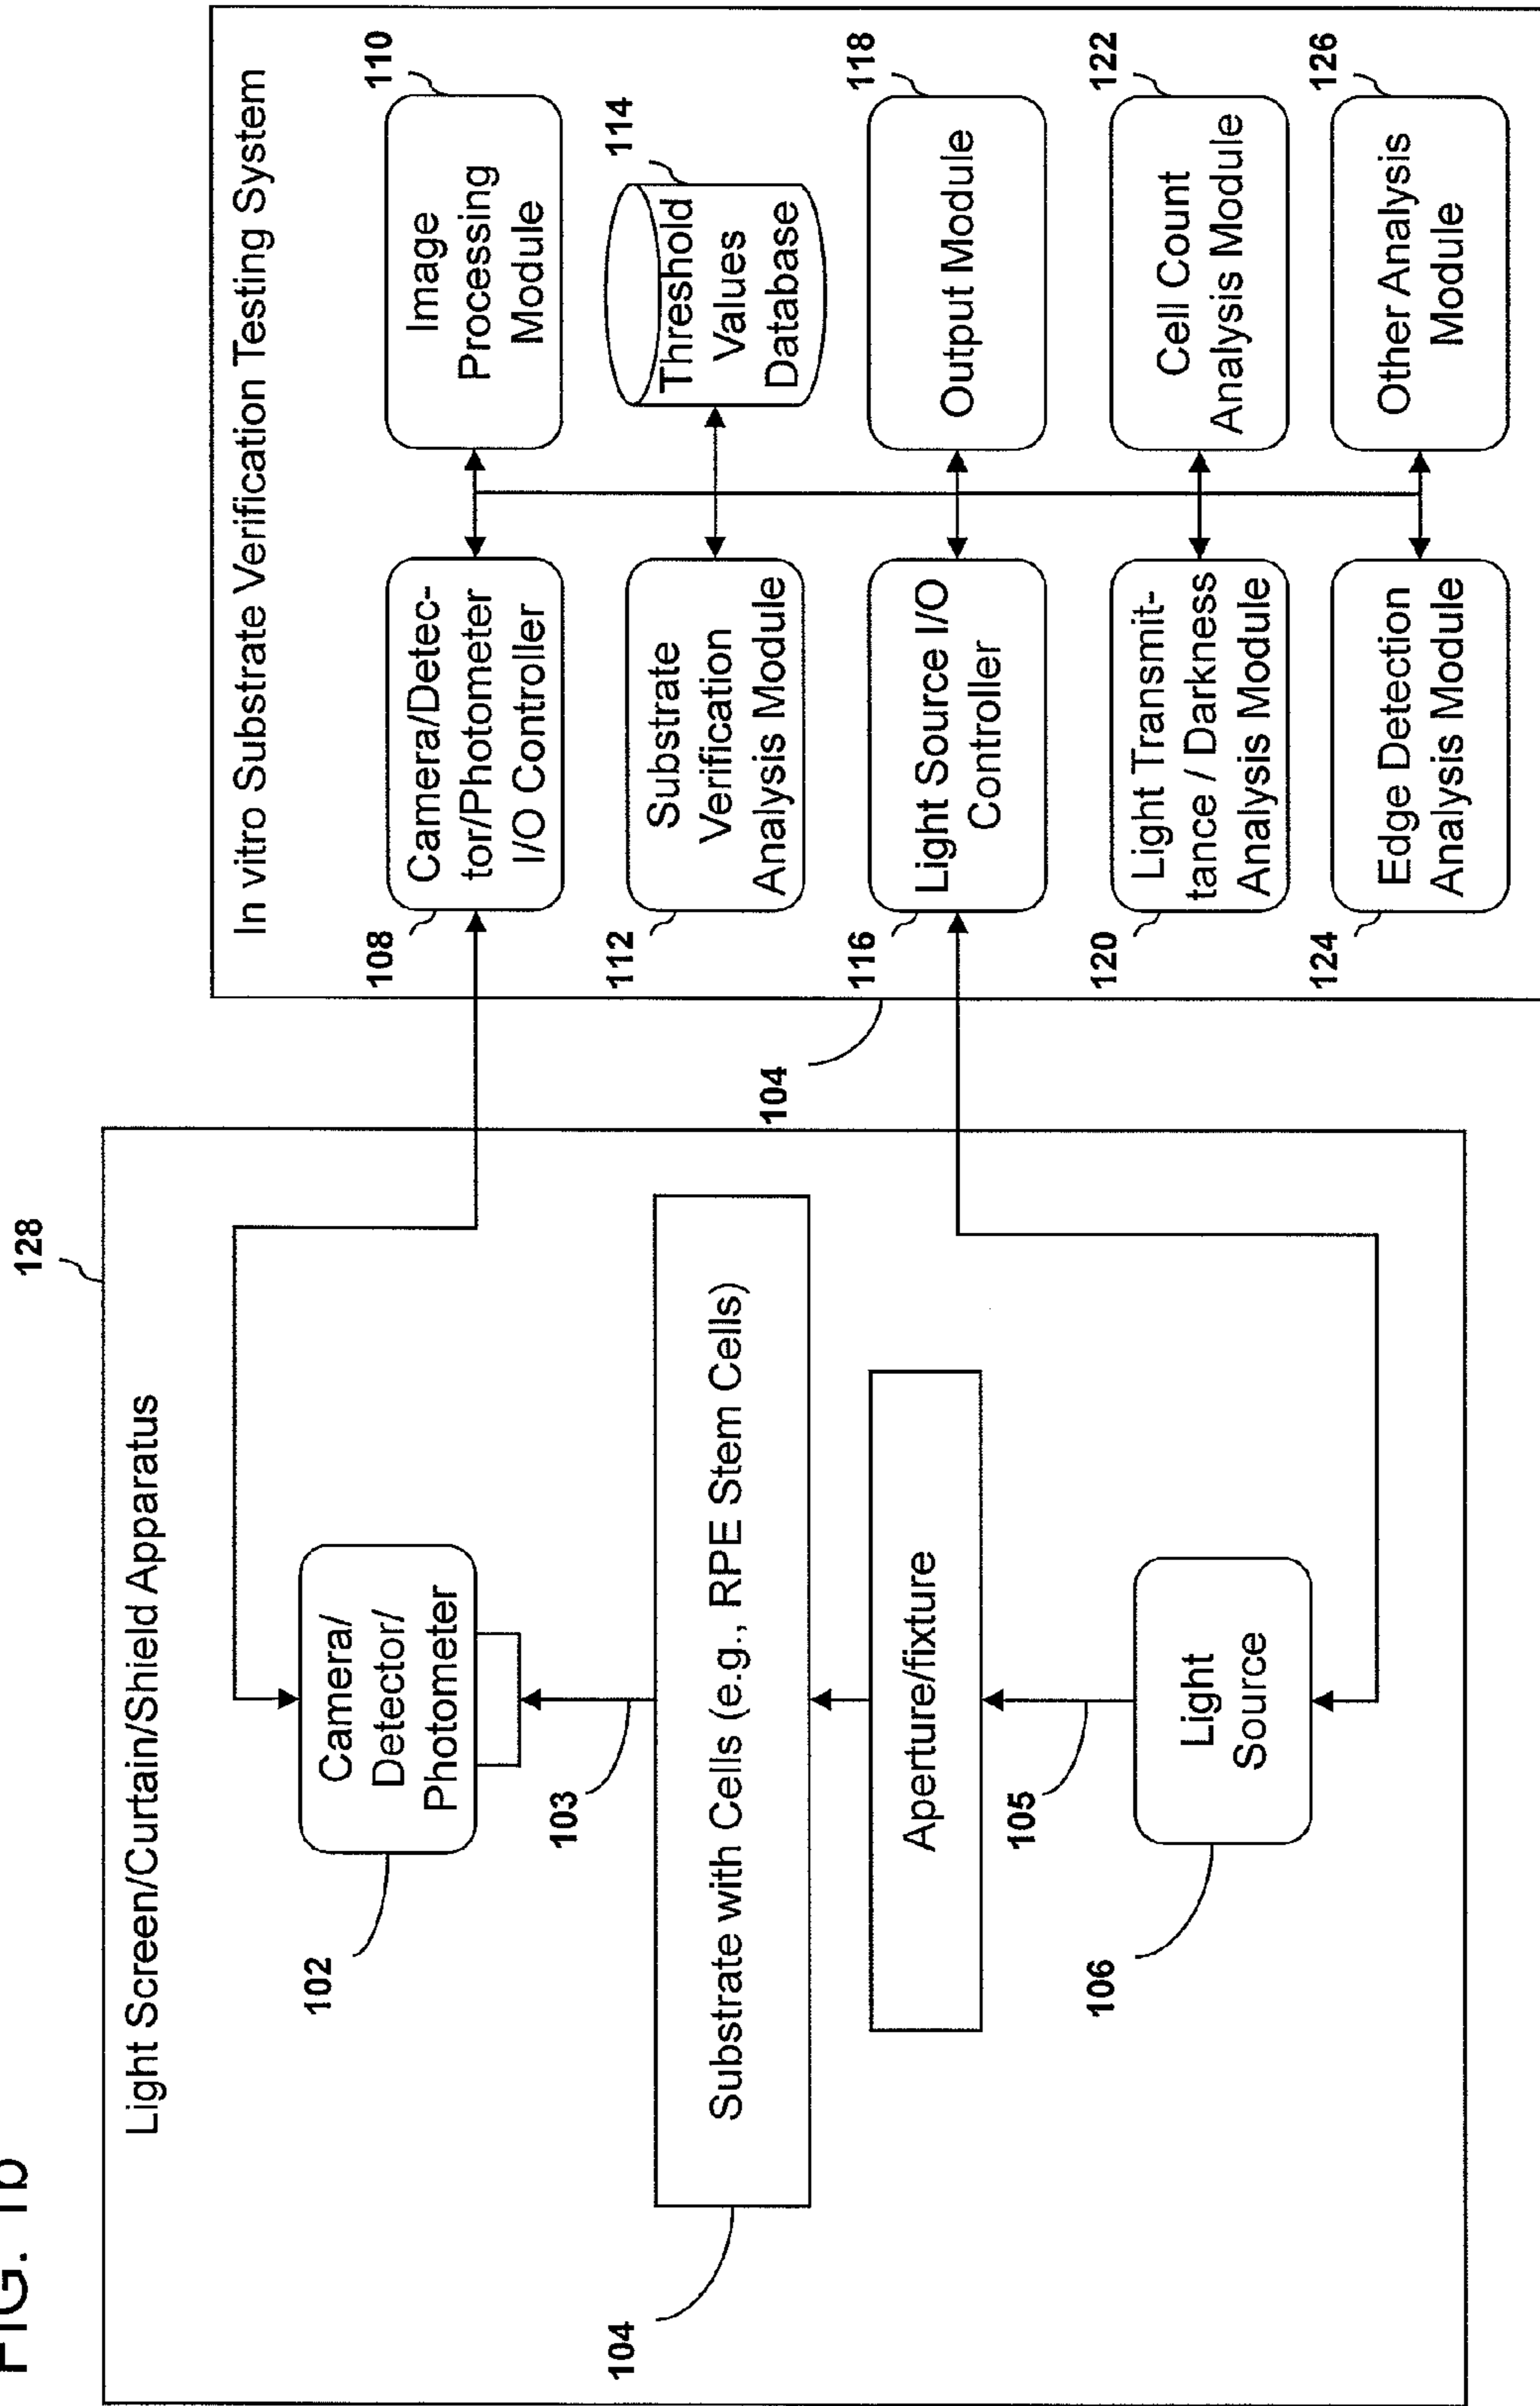 FIG. 1b
128
Light Screen/Curtain/Shield Apparatus
102
Camera/
Detector/
Photometer
103
104
Substrate with Cells (e.g., RPE Stem Cells)
Aperture/fixture
105
106
Light
Source
104
In vitro Substrate Verification Testing System
108
Camera/Detec-
tor/Photometer
I/O Controller
110
Image
Processing
Module
112
Substrate
Verification
Analysis Module
114
Threshold
Values
Database
116
Light Source I/O
Controller
118
Output Module
120
Light Transmit-
tance / Darkness
Analysis Module
122
Cell Count
Analysis Module
124
Edge Detection
Analysis Module
126
Other Analysis
Module